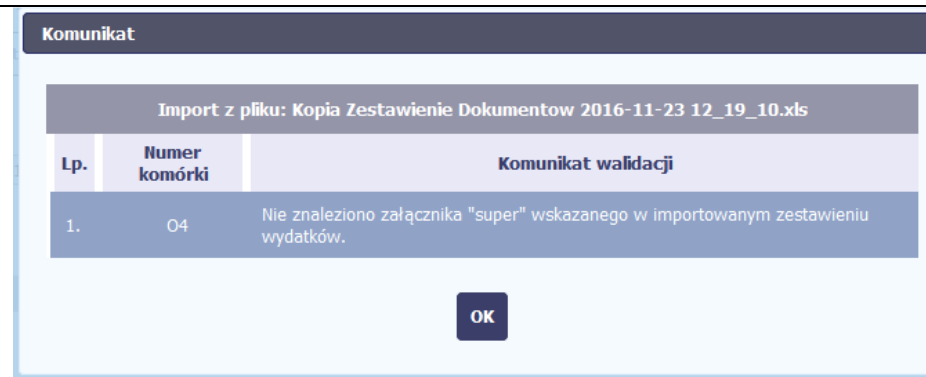 Komunikat
Import z pliku: Kopia Zestawienie Dokumentow 2016-11-23 12_19_10.xls
Lp.
Numer
komórki
Komunikat walidacji
1.
O4
Nie znaleziono załącznika "super" wskazanego w importowanym zestawieniu
wydatków.
OK